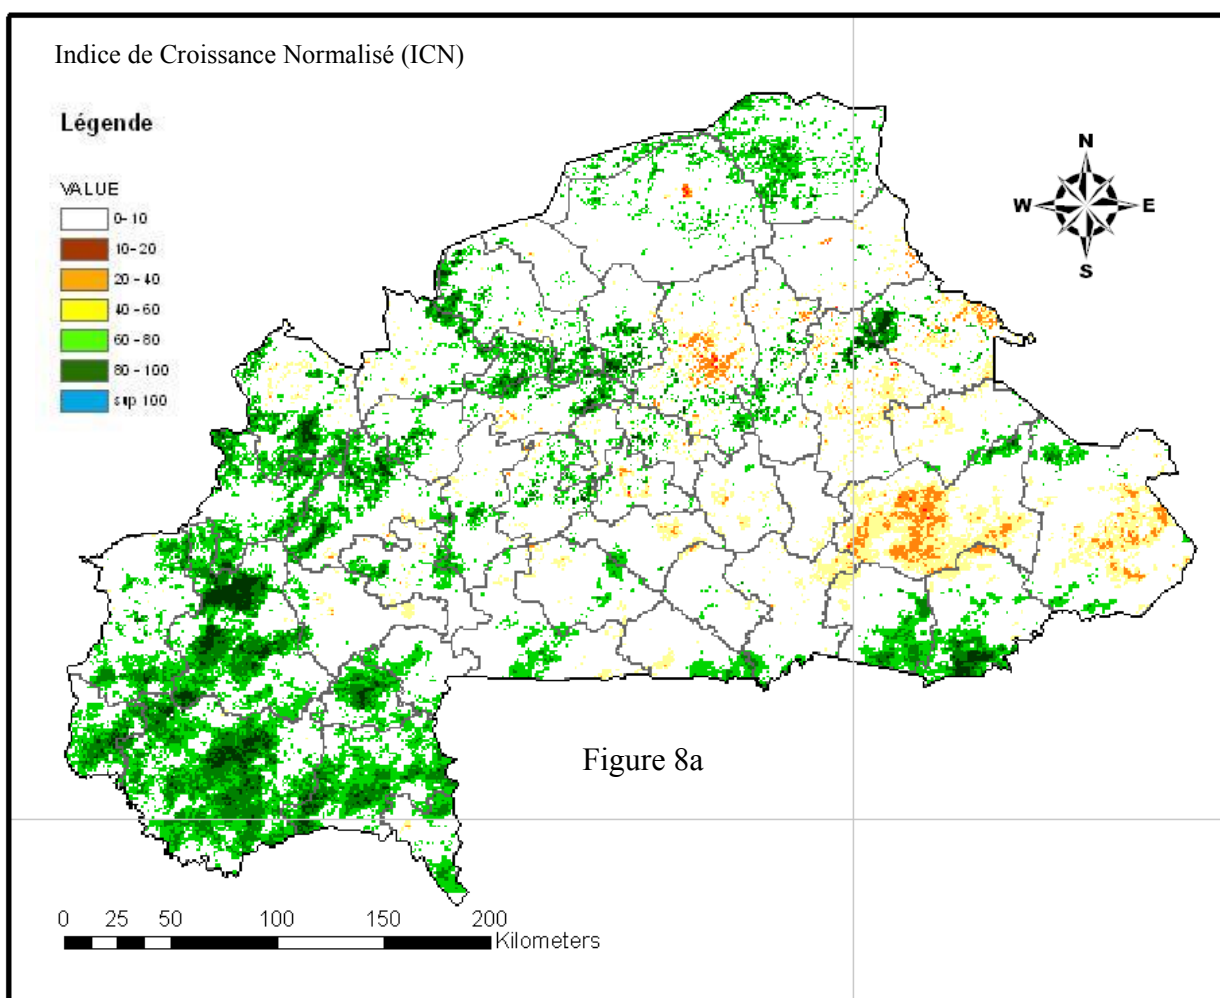 Indice de Croissance Normalisé (ICN)
Légende
VALUE
0-10
10-20
20-40
40-60
60-80
80-100
sup 100
N
W E
S
Figure 8a
0 25 50 100 150 200
Kilometers